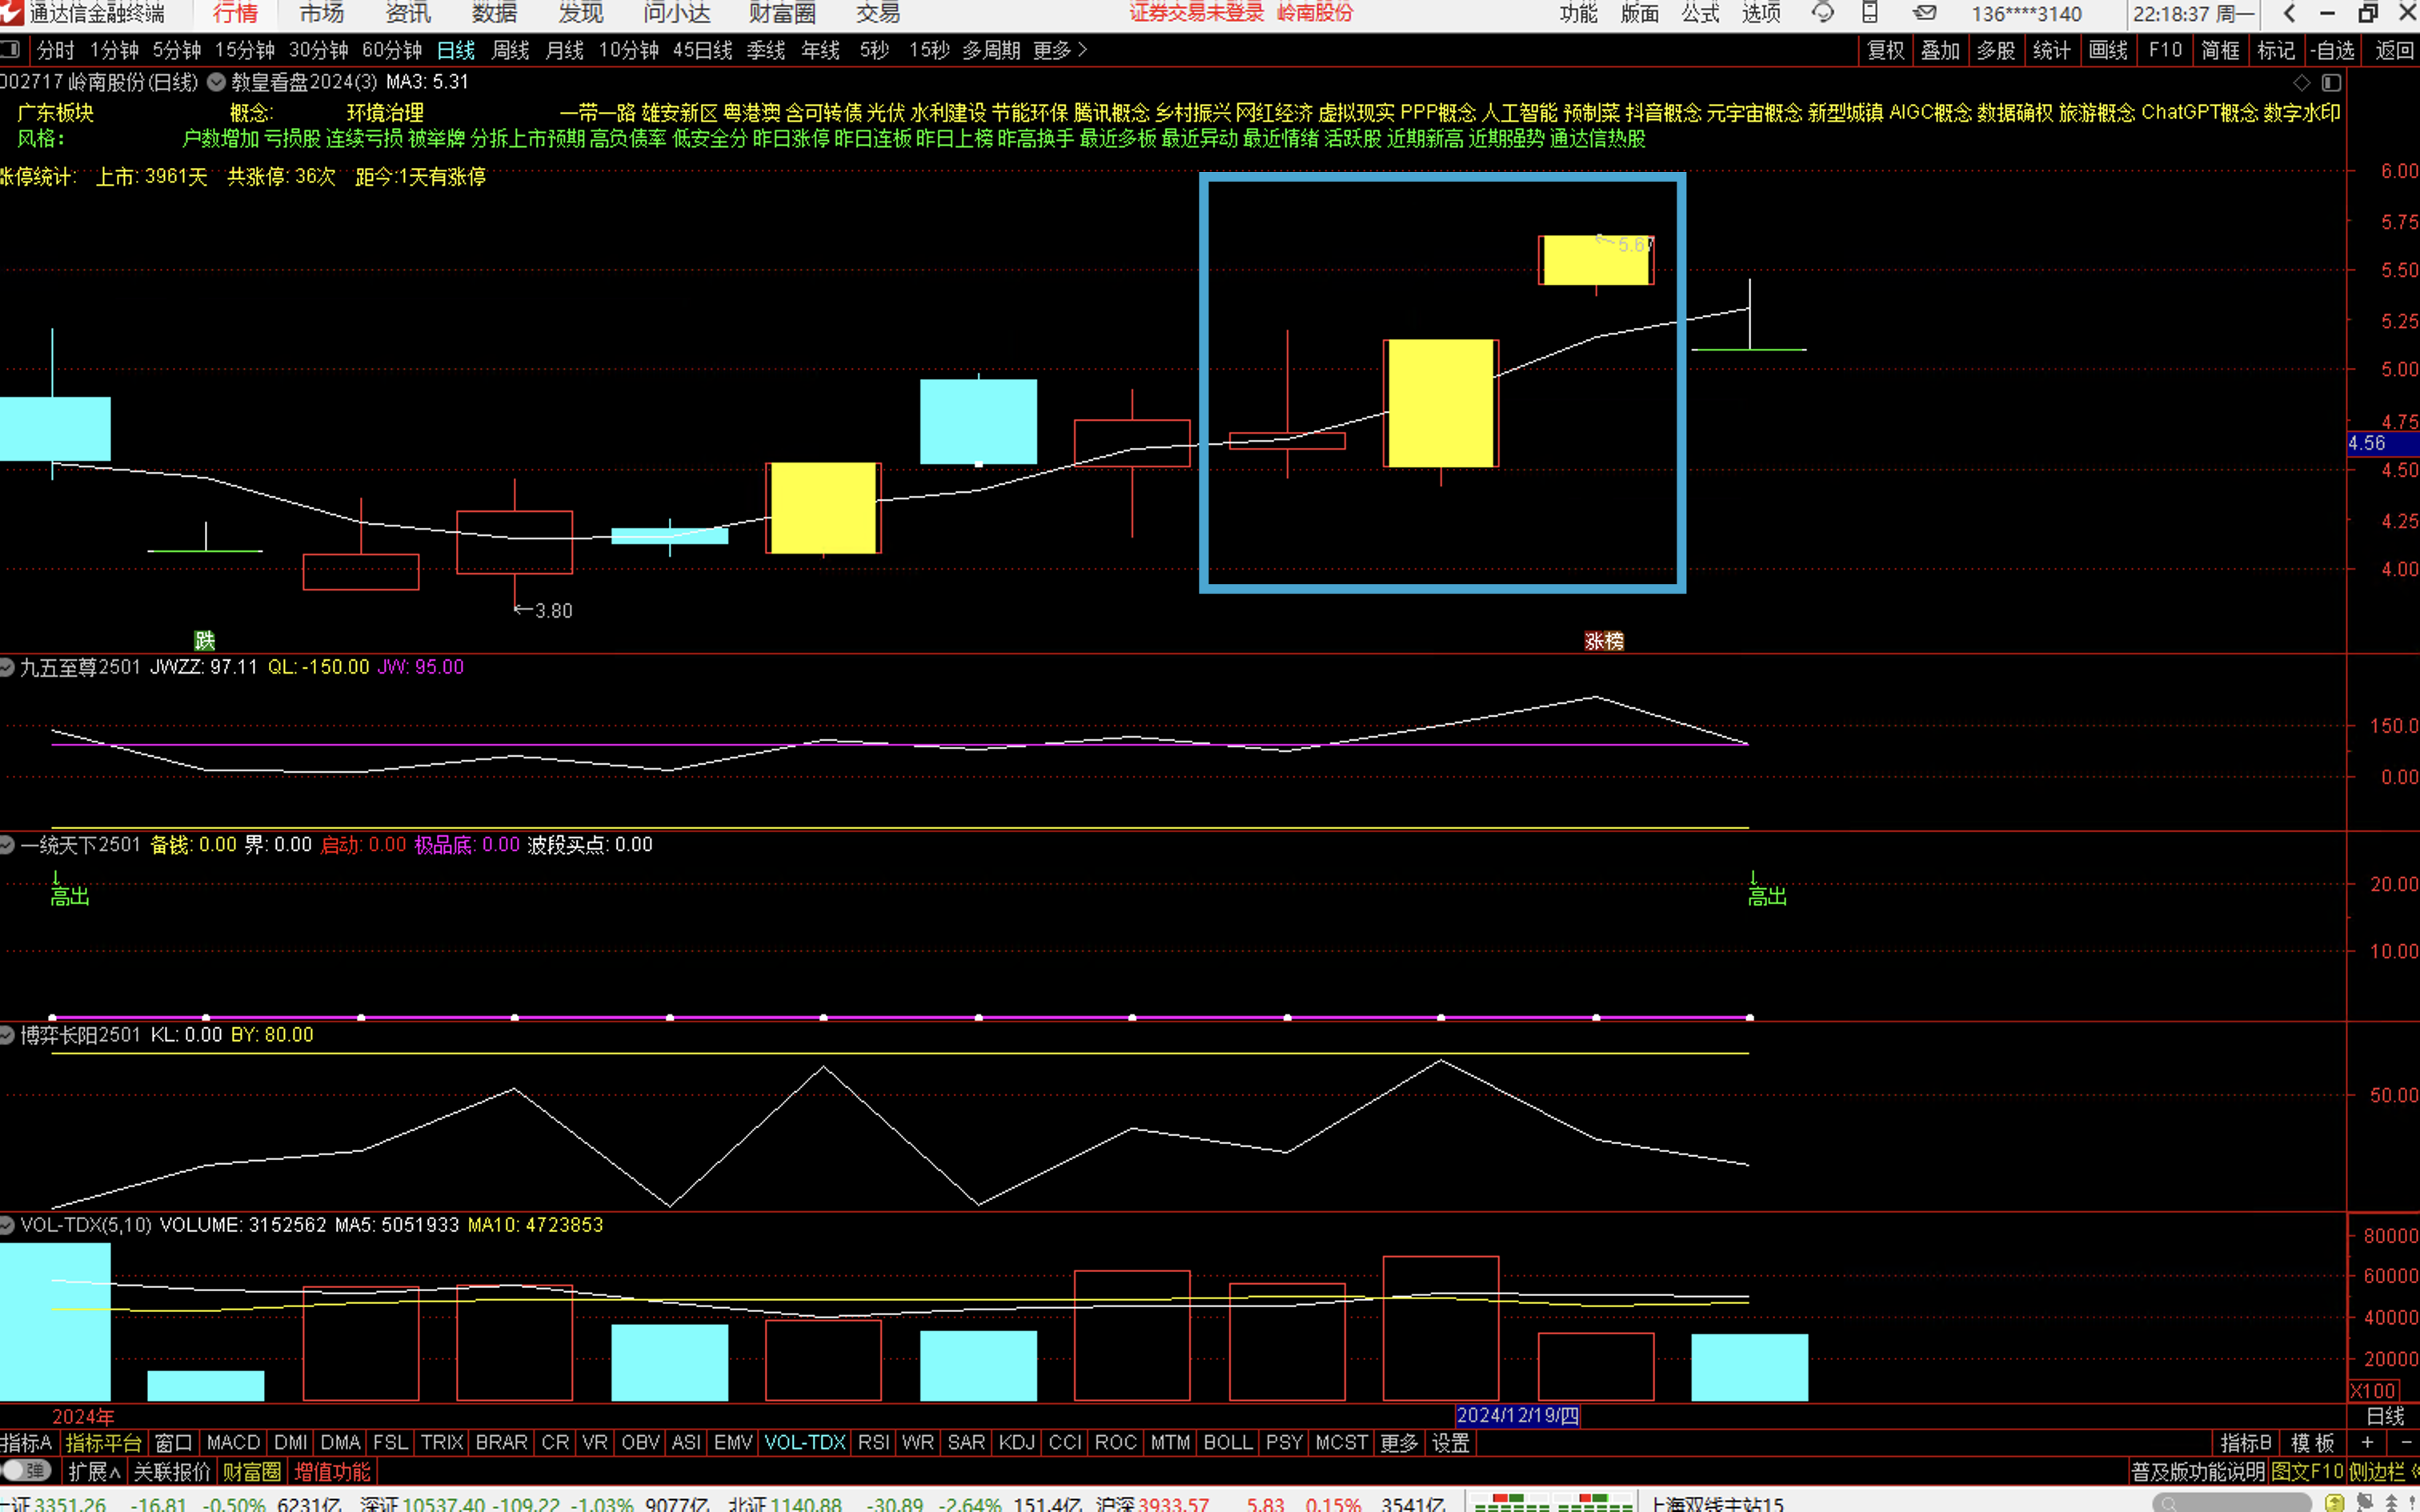 通达信金融终端 行情 市场 资讯 数据 发现 问小达 财富圈 交易 证券交易未登录 岭南股份 功能 版面 公式 选项 136****3140 22:18:37 周一
分时 1分钟 5分钟 15分钟 30分钟 60分钟 日线 周线 月线 10分钟 45日线 季线 年线 5秒 15秒 多周期 更多 复权 叠加 多股 统计 画线 F10 简框 标记 -自选 返回
002717 岭南股份(日线) 教皇看盘2024(3) MA3: 5.31
广东板块 概念: 环境治理 一带一路 雄安新区 粤港澳 含可转债 光伏 水利建设 节能环保 腾讯概念 乡村振兴 网红经济 虚拟现实 PPP概念 人工智能 预制菜 抖音概念 元宇宙概念 新型城镇 AIGC概念 数据确权 旅游概念 ChatGPT概念 数字水印
风格: 户数增加 亏损股 连续亏损 被举牌 分拆上市预期 高负债率 低安全分 昨日涨停 昨日连板 昨日上榜 昨高换手 最近多板 最近异动 最近情绪 活跃股 近期新高 近期强势 通达信热股
涨停统计: 上市: 3961天 共涨停: 36次 距今:1天有涨停
6.00
5.75
5.67
5.50
5.25
5.00
4.75
4.56
4.50
4.25
4.00
3.80
跌 涨榜
九五至尊2501 JWZZ: 97.11 QL: -150.00 JW: 95.00
150.0
0.00
一统天下2501 备钱: 0.00 界: 0.00 启动: 0.00 极品底: 0.00 波段买点: 0.00
高出 高出 20.00
10.00
博弈长阳2501 KL: 0.00 BY: 80.00
50.00
VOL-TDX(5,10) VOLUME: 3152562 MA5: 5051933 MA10: 4723853
80000
60000
40000
20000
X100
2024年 2024/12/19/四 日线
指标A 指标平台 窗口 MACD DMI DMA FSL TRIX BRAR CR VR OBV ASI EMV VOL-TDX RSI WR SAR KDJ CCI ROC MTM BOLL PSY MCST 更多 设置 指标B 模板 + −
弹 扩展∧ 关联报价 财富圈 增值功能 普及版功能说明 图文F10 侧边栏
上证3351.26 -16.81 -0.50% 6231亿 深证10537.40 -109.22 -1.03% 9077亿 北证1140.88 -30.89 -2.64% 151.4亿 沪深3933.57 5.83 0.15% 3541亿 上海双线主站15